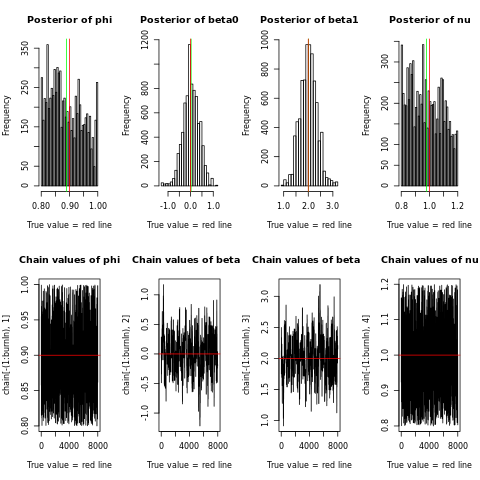 Posterior of phi
Frequency
0 50 150 250 350
0.80 0.90 1.00
True value = red line
Posterior of beta0
Frequency
0 200 400 600 800 1200
-1.0 0.0 1.0
True value = red line
Posterior of beta1
Frequency
0 200 400 600 800 1000
1.0 2.0 3.0
True value = red line
Posterior of nu
Frequency
0 50 100 200 300
0.8 1.0 1.2
True value = red line
Chain values of phi
chain[-(1:burnIn), 1]
0.80 0.85 0.90 0.95 1.00
0 4000 8000
True value = red line
Chain values of beta
chain[-(1:burnIn), 2]
-1.0 -0.5 0.0 0.5 1.0
0 4000 8000
True value = red line
Chain values of beta
chain[-(1:burnIn), 3]
1.0 1.5 2.0 2.5 3.0
0 4000 8000
True value = red line
Chain values of nu
chain[-(1:burnIn), 4]
0.8 0.9 1.0 1.1 1.2
0 4000 8000
True value = red line